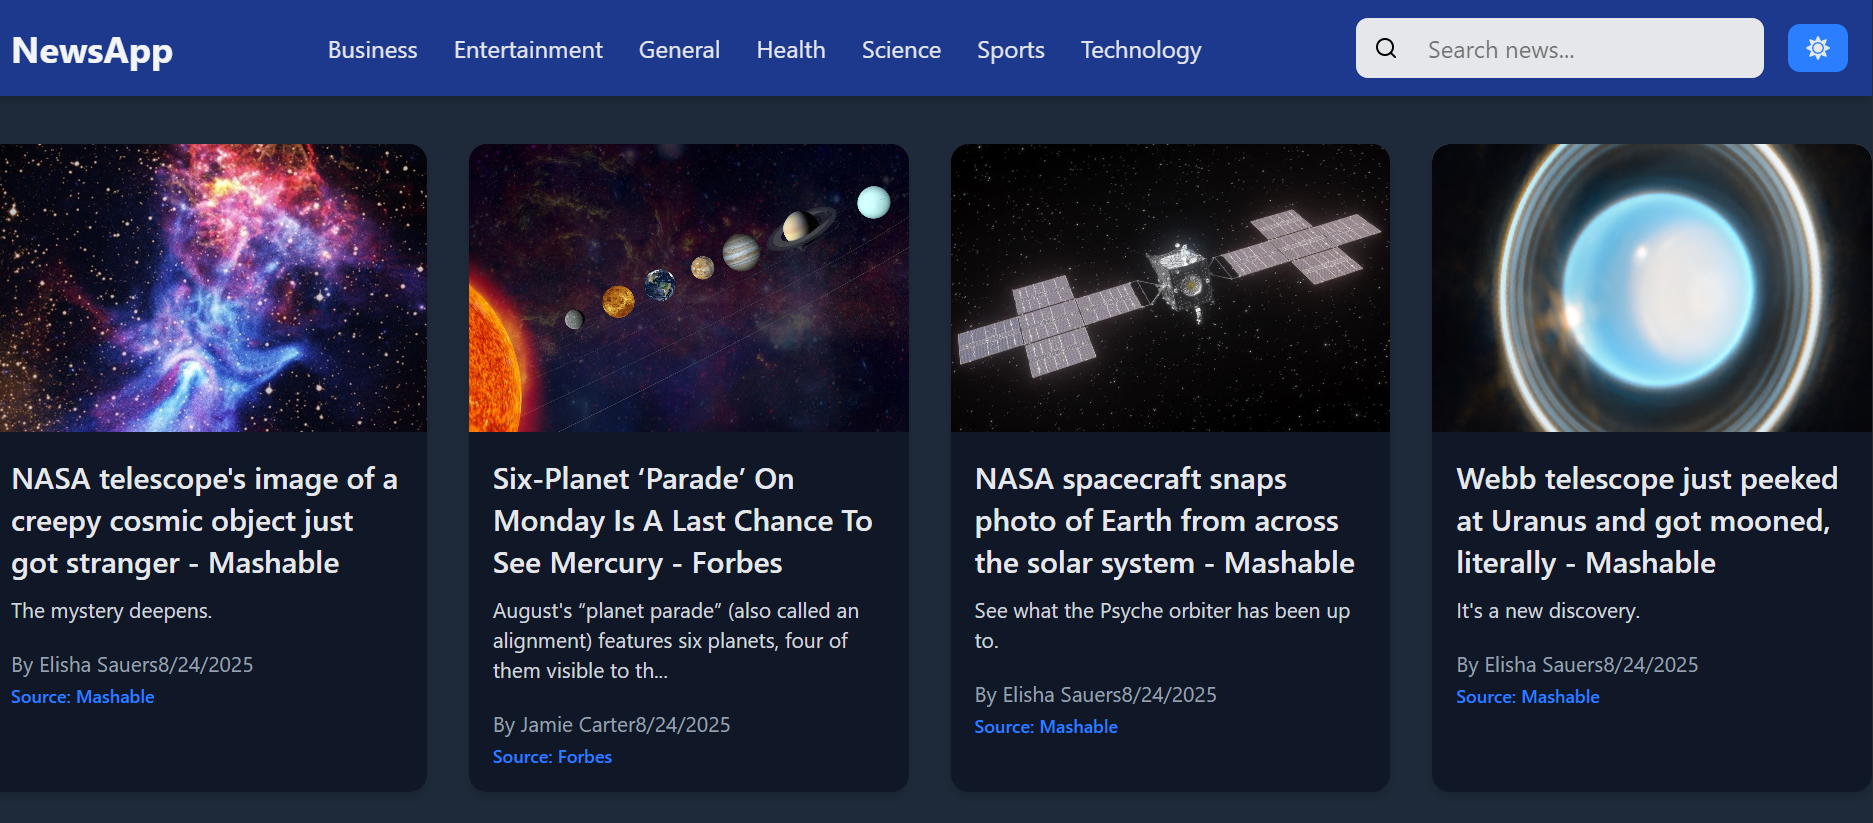 NewsApp
Business Entertainment General Health Science Sports Technology
Search news...
NASA telescope's image of a
creepy cosmic object just
got stranger - Mashable
The mystery deepens.
By Elisha Sauers8/24/2025
Source: Mashable
Six-Planet ‘Parade’ On
Monday Is A Last Chance To
See Mercury - Forbes
August's “planet parade” (also called an
alignment) features six planets, four of
them visible to th...
By Jamie Carter8/24/2025
Source: Forbes
NASA spacecraft snaps
photo of Earth from across
the solar system - Mashable
See what the Psyche orbiter has been up
to.
By Elisha Sauers8/24/2025
Source: Mashable
Webb telescope just peeked
at Uranus and got mooned,
literally - Mashable
It's a new discovery.
By Elisha Sauers8/24/2025
Source: Mashable